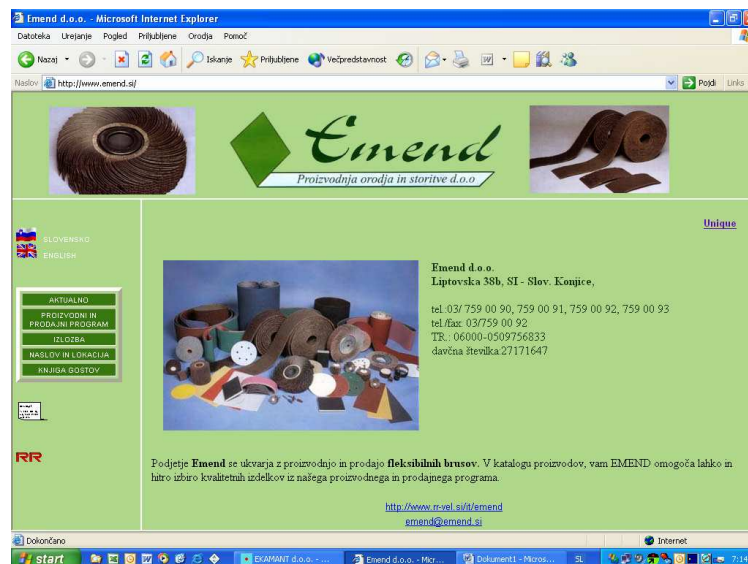 Emend d.o.o. - Microsoft Internet Explorer
Datoteka Urejanje Pogled Priljubljene Orodja Pomoč
Nazaj Iskanje Priljubljene Večpredstavnost
Naslov http://www.emend.si/ Pojdi Links
Emend
Proizvodnja orodja in storitve d.o.o
Unique
SLOVENSKO
ENGLISH
AKTUALNO
PROIZVODNI IN
PRODAJNI PROGRAM
IZLOZBA
NASLOV IN LOKACIJA
KNJIGA GOSTOV
RR
Emend d.o.o.
Liptovska 38b, SI - Slov. Konjice,
tel.:03/ 759 00 90, 759 00 91, 759 00 92, 759 00 93
tel./fax: 03/759 00 92
TR.: 06000-0509756833
davčna številka:27171647
Podjetje Emend se ukvarja z proizvodnjo in prodajo fleksibilnih brusov. V katalogu proizvodov, vam EMEND omogoča lahko in
hitro izbiro kvalitetnih izdelkov iz našega proizvodnega in prodajnega programa.
http://www.rr-vel.si/it/emend
emend@emend.si
Dokončano Internet
start EKAMANT d.o.o. - ... Emend d.o.o. - Micr... Dokument1 - Micros... SL 7:14